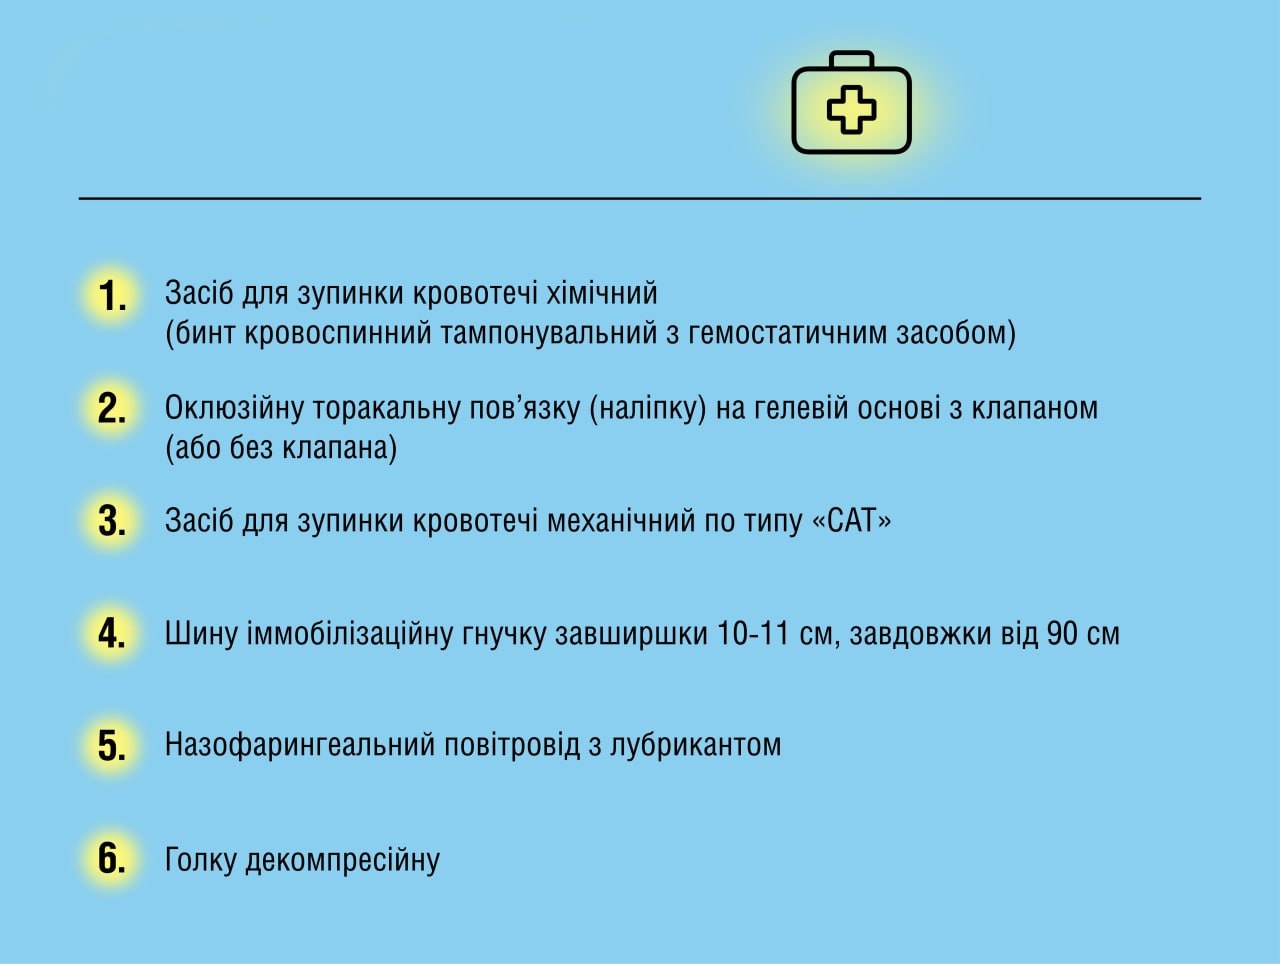 1. Засіб для зупинки кровотечі хімічний
(бинт кровоспинний тампонувальний з гемостатичним засобом)
2. Оклюзійну торакальну пов’язку (наліпку) на гелевій основі з клапаном
(або без клапана)
3. Засіб для зупинки кровотечі механічний по типу «САТ»
4. Шину іммобілізаційну гнучку завширшки 10-11 см, завдовжки від 90 см
5. Назофарингеальний повітровід з лубрикантом
6. Голку декомпресійну